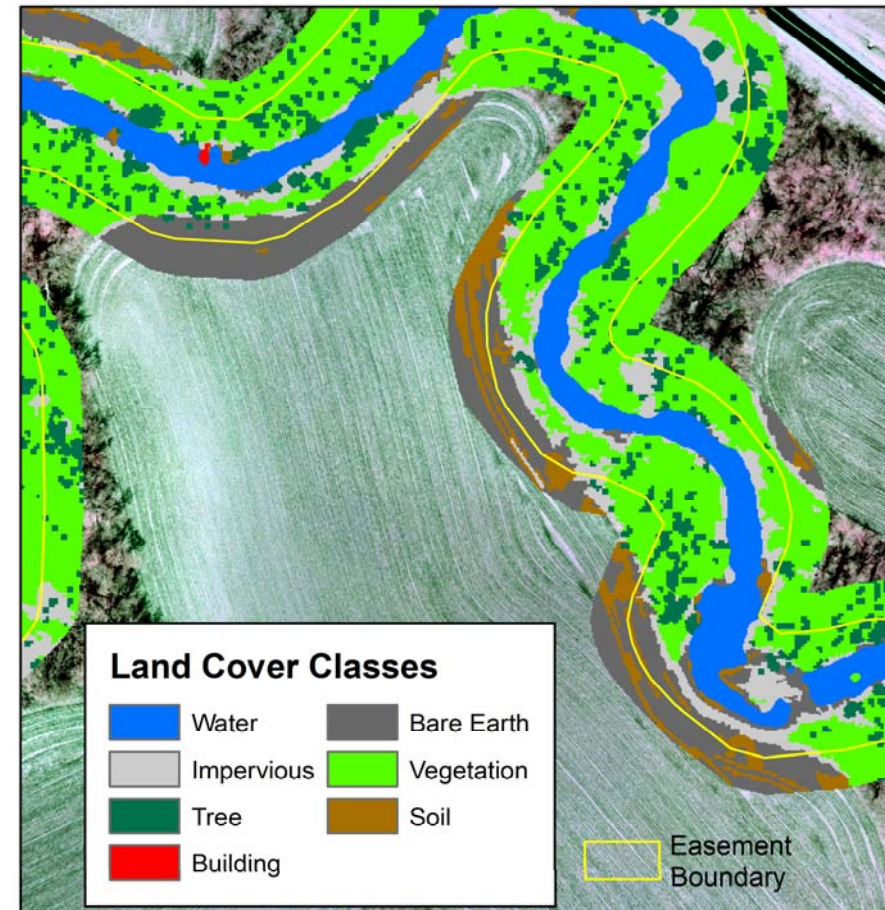 Land Cover Classes
Water
Bare Earth
Impervious
Vegetation
Tree
Soil
Building
Easement
Boundary